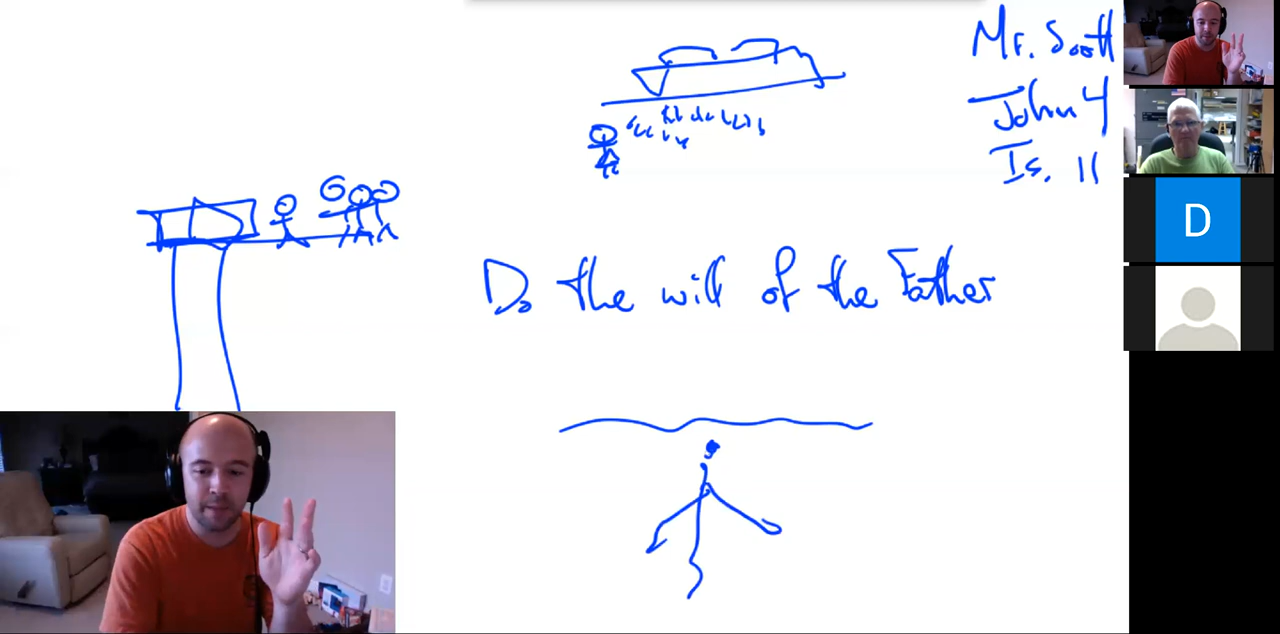 Mr. Scott
John 4
Is. 11
D
Do the will of the Father